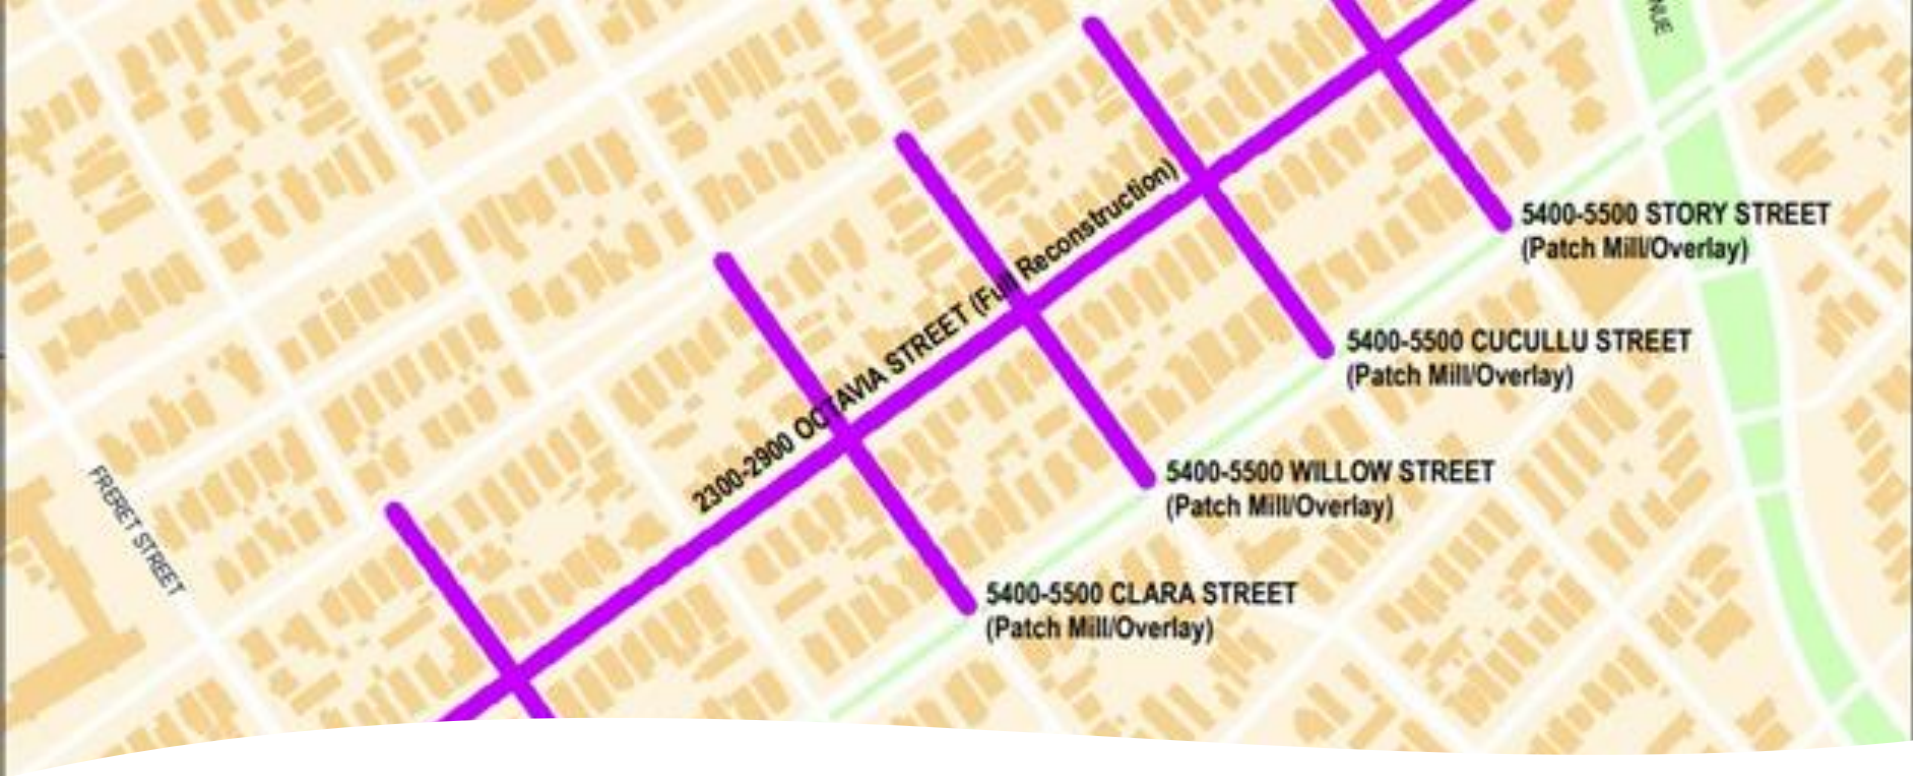 NUE
5400-5500 STORY STREET
(Patch Mill/Overlay)
2300-2900 OCTAVIA STREET (Full Reconstruction)
5400-5500 CUCULLU STREET
(Patch Mill/Overlay)
5400-5500 WILLOW STREET
(Patch Mill/Overlay)
FRERET STREET
5400-5500 CLARA STREET
(Patch Mill/Overlay)